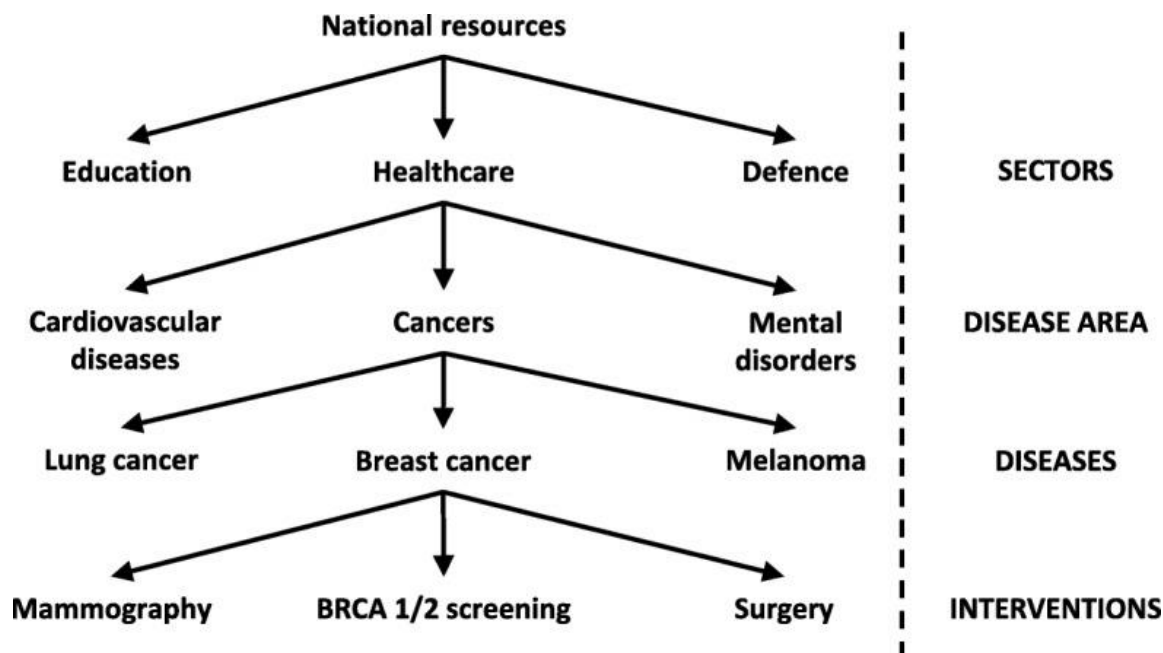 National resources
Education Healthcare Defence SECTORS
Cardiovascular diseases Cancers Mental disorders DISEASE AREA
Lung cancer Breast cancer Melanoma DISEASES
Mammography BRCA 1/2 screening Surgery INTERVENTIONS